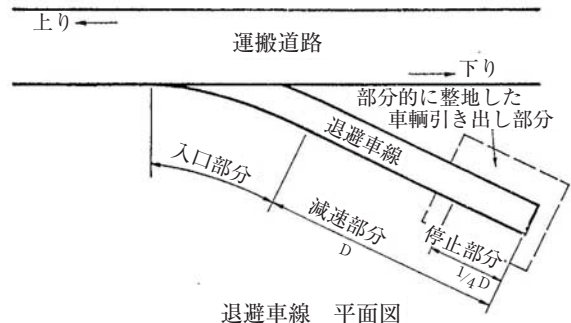 上り
運搬道路
下り
部分的に整地した
車輌引き出し部分
退避車線
入口部分
減速部分
D
停止部分
1/4D
退避車線 平面図